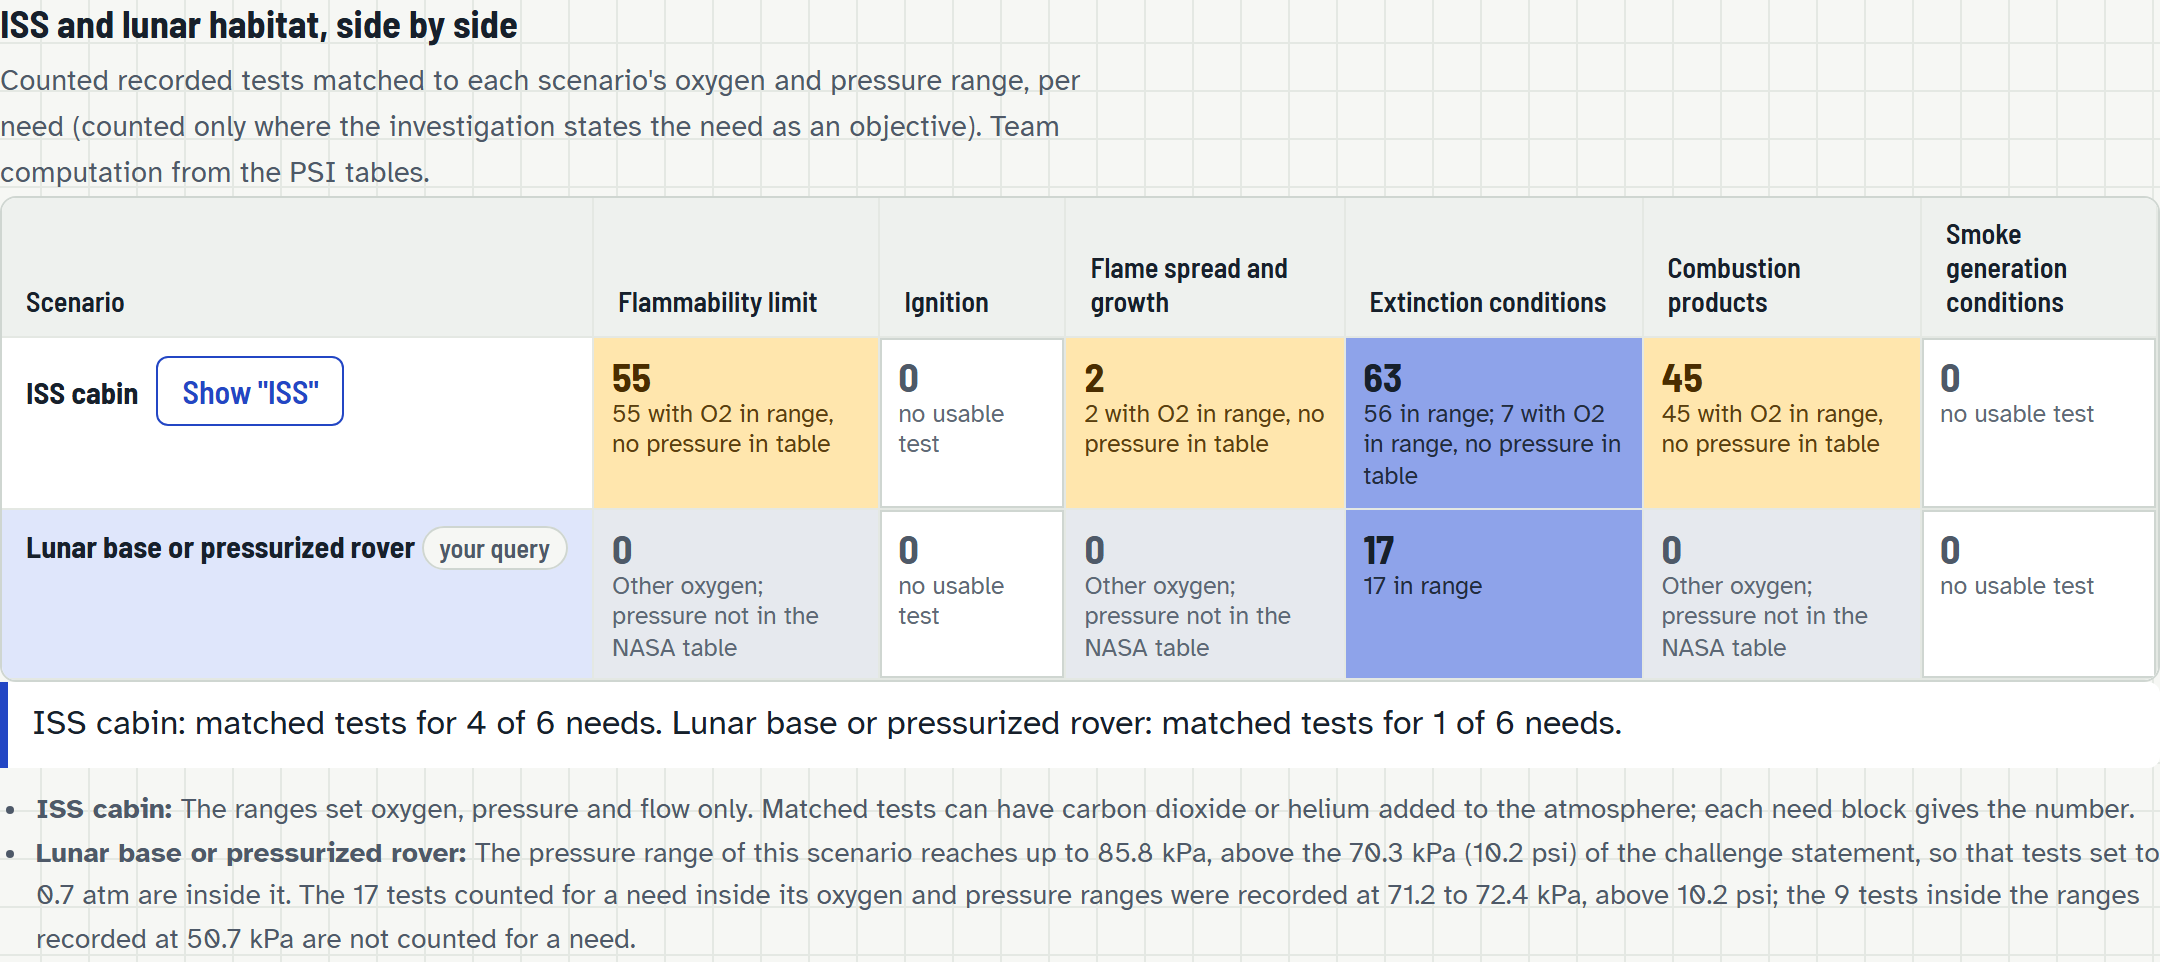 ISS and lunar habitat, side by side
Counted recorded tests matched to each scenario's oxygen and pressure range, per
need (counted only where the investigation states the need as an objective). Team
computation from the PSI tables.
Scenario
Flammability limit
Ignition
Flame spread and
growth
Extinction conditions
Combustion
products
Smoke
generation
conditions
ISS cabin
Show "ISS"
55
55 with O2 in range,
no pressure in table
0
no usable
test
2
2 with O2 in range, no
pressure in table
63
56 in range; 7 with O2
in range, no pressure in
table
45
45 with O2 in range,
no pressure in table
0
no usable test
Lunar base or pressurized rover
your query
0
Other oxygen;
pressure not in the
NASA table
0
no usable
test
0
Other oxygen;
pressure not in the
NASA table
17
17 in range
0
Other oxygen;
pressure not in the
NASA table
0
no usable test
ISS cabin: matched tests for 4 of 6 needs. Lunar base or pressurized rover: matched tests for 1 of 6 needs.
• ISS cabin: The ranges set oxygen, pressure and flow only. Matched tests can have carbon dioxide or helium added to the atmosphere; each need block gives the number.
• Lunar base or pressurized rover: The pressure range of this scenario reaches up to 85.8 kPa, above the 70.3 kPa (10.2 psi) of the challenge statement, so that tests set to
0.7 atm are inside it. The 17 tests counted for a need inside its oxygen and pressure ranges were recorded at 71.2 to 72.4 kPa, above 10.2 psi; the 9 tests inside the ranges
recorded at 50.7 kPa are not counted for a need.